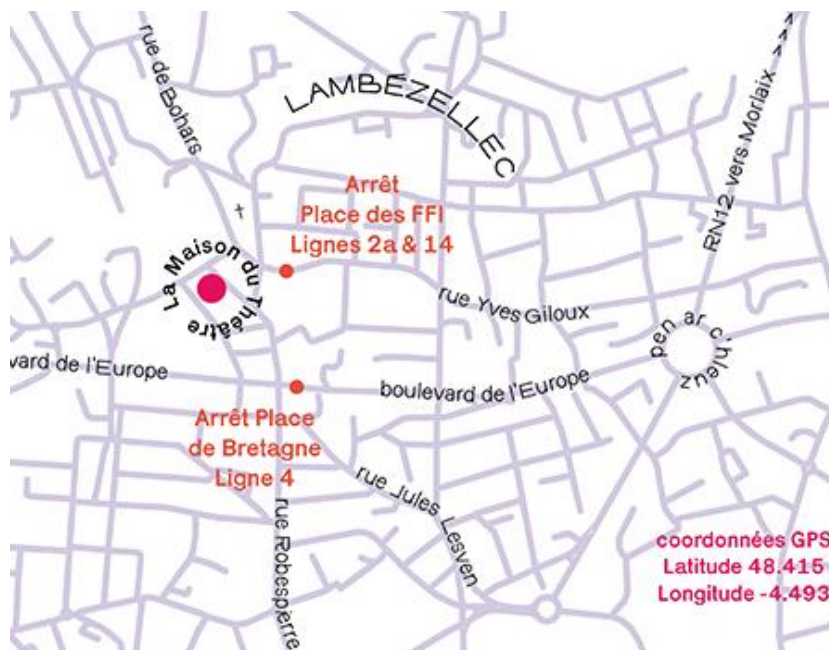 rue de Bohars
LAMBÉZELLEC
RN12 vers Morlaix
Arrêt
Place des FFI
Lignes 2a & 14
La Maison du Théâtre
rue Yves Giloux
pen ar c'hleuz
vard de l'Europe
boulevard de l'Europe
Arrêt Place
de Bretagne
Ligne 4
rue Jules Lesven
rue Robespierre
coordonnées GPS
Latitude 48.415
Longitude -4.493